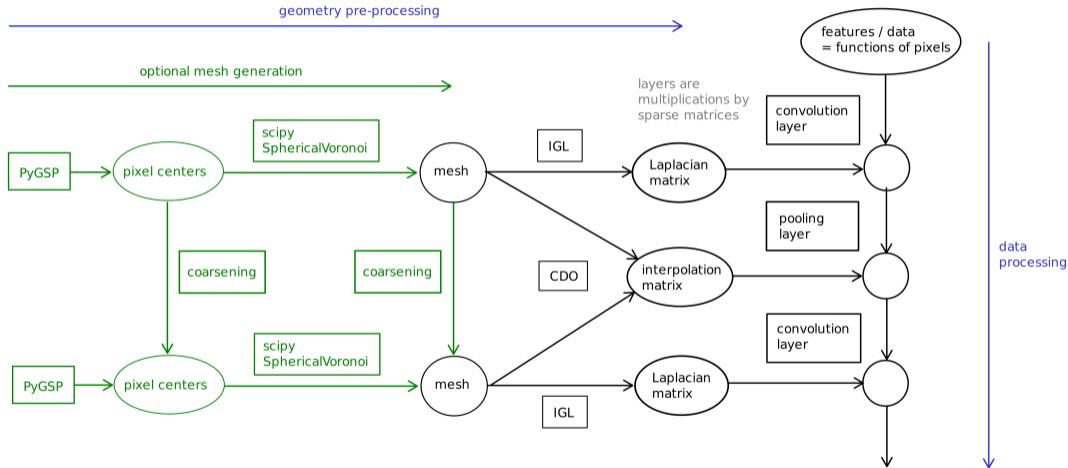 geometry pre-processing
features / data
= functions of pixels
optional mesh generation
layers are
multiplications by
sparse matrices
convolution
layer
scipy
SphericalVoronoi
IGL
PyGSP
pixel centers
mesh
Laplacian
matrix
pooling
layer
coarsening
coarsening
CDO
interpolation
matrix
data
processing
convolution
layer
scipy
SphericalVoronoi
PyGSP
pixel centers
mesh
Laplacian
matrix
IGL